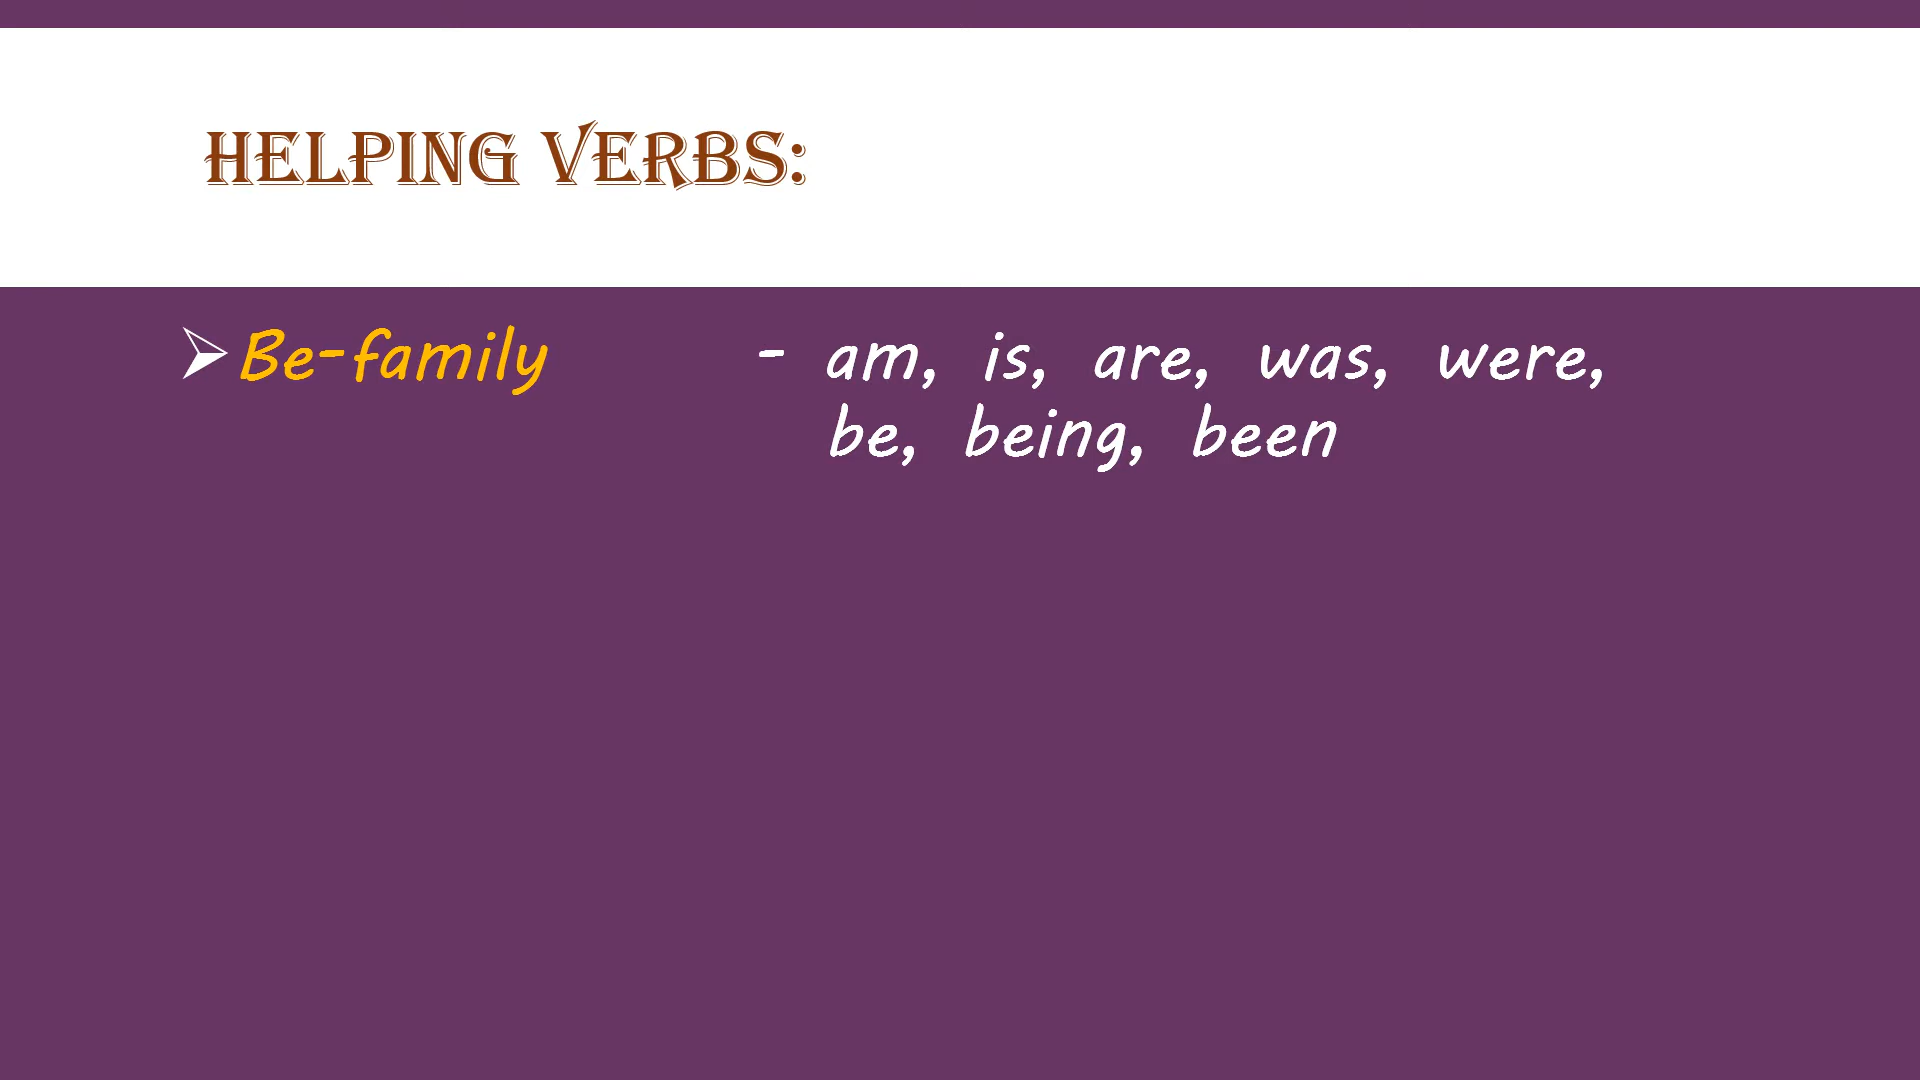 HELPING VERBS:
➢Be-family - am, is, are, was, were,
be, being, been